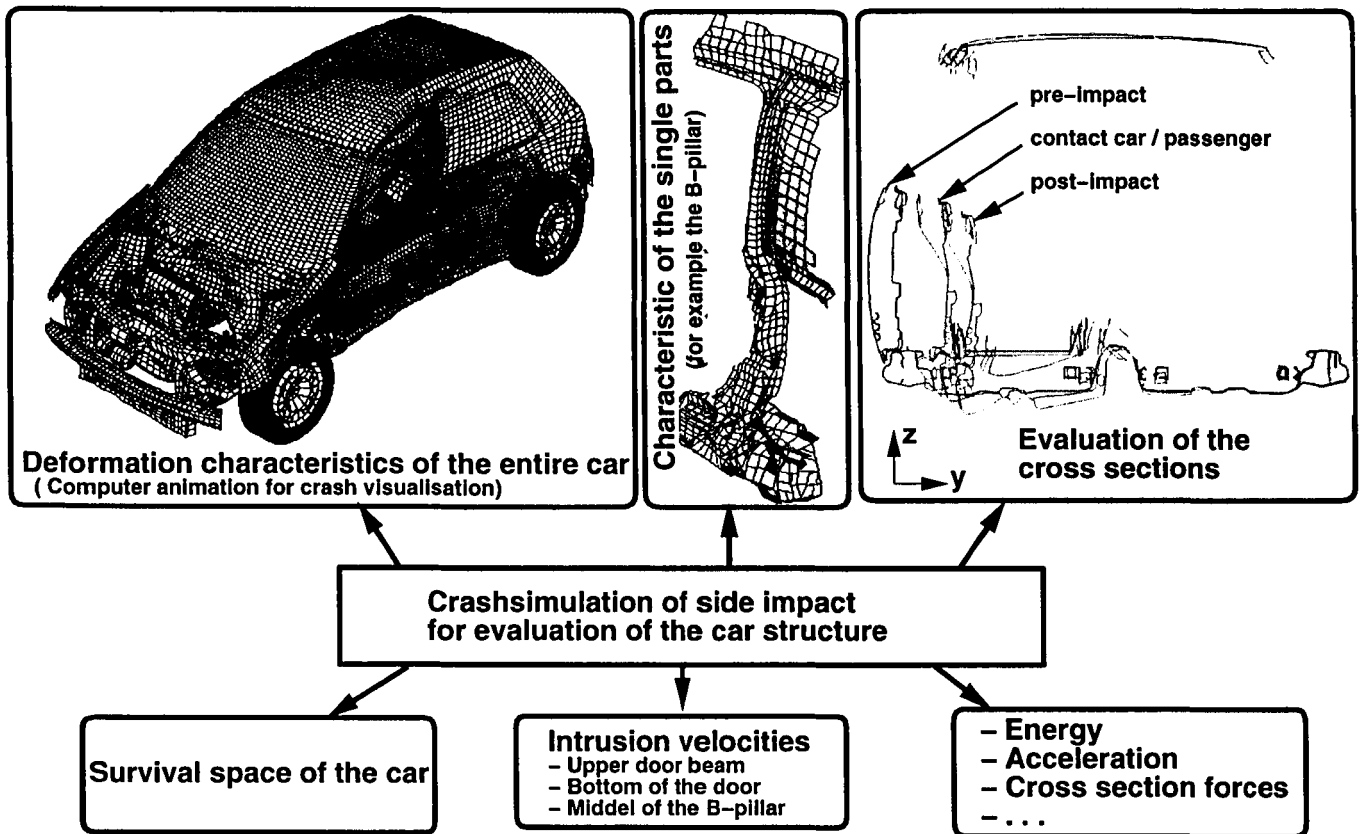 Deformation characteristics of the entire car
( Computer animation for crash visualisation)
Characteristic of the single parts
(for example the B-pillar)
pre-impact
contact car / passenger
post-impact
z
y
Evaluation of the
cross sections
Crashsimulation of side impact
for evaluation of the car structure
Survival space of the car
Intrusion velocities
- Upper door beam
- Bottom of the door
- Middel of the B-pillar
- Energy
- Acceleration
- Cross section forces
- . . .